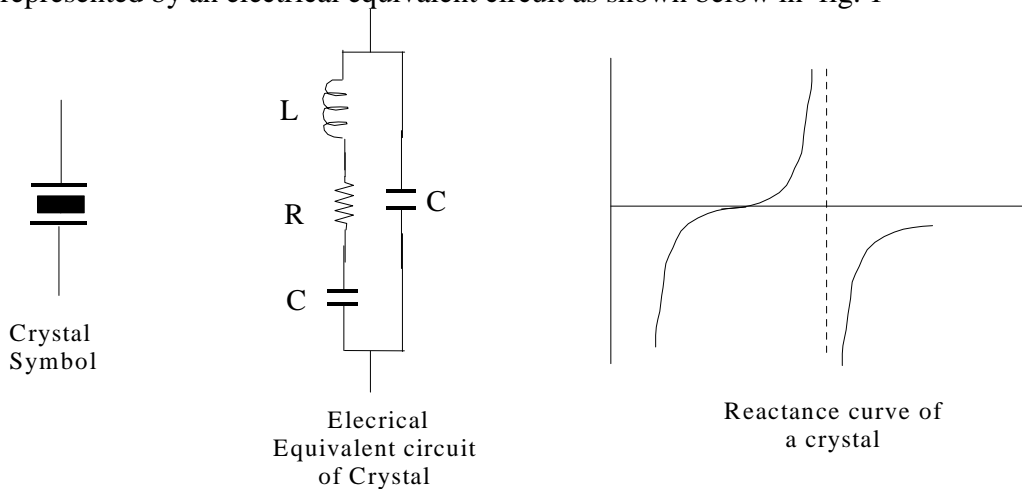 represented by an electrical equivalent circuit as shown below in fig. 1
L
R
C
C
Crystal
Symbol
Elecrical
Equivalent circuit
of Crystal
Reactance curve of
a crystal